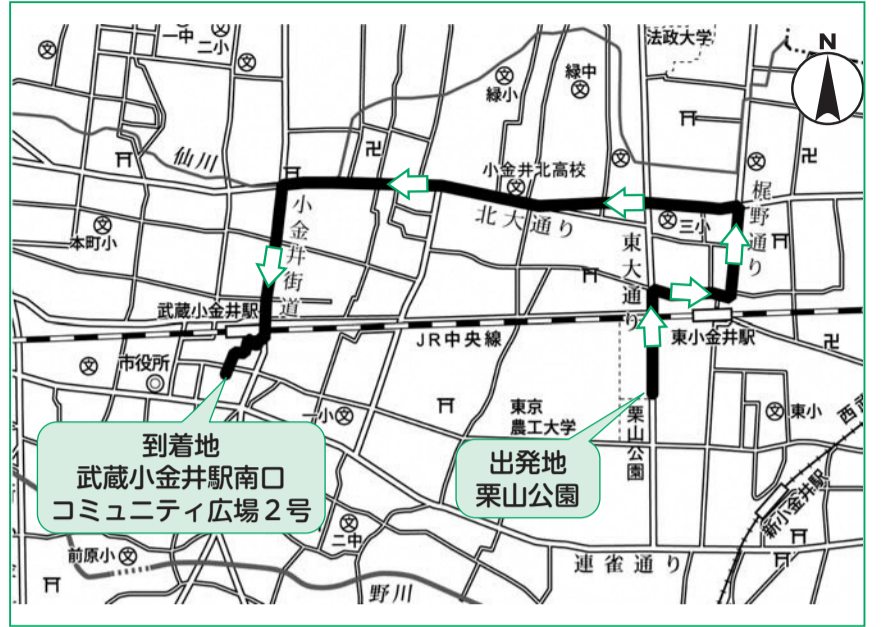 一中
二小
法政大学
N
緑小
緑中
仙川
小金井北高校
梶野通り
本町小
小金井街道
北大通り
三小
東大通り
武蔵小金井駅
JR中央線
東小金井駅
市役所
一小
東京
農工大学
栗山公園
東小
西武
到着地
武蔵小金井駅南口
コミュニティ広場2号
出発地
栗山公園
新小金井駅
二中
前原小
連雀通り
野川